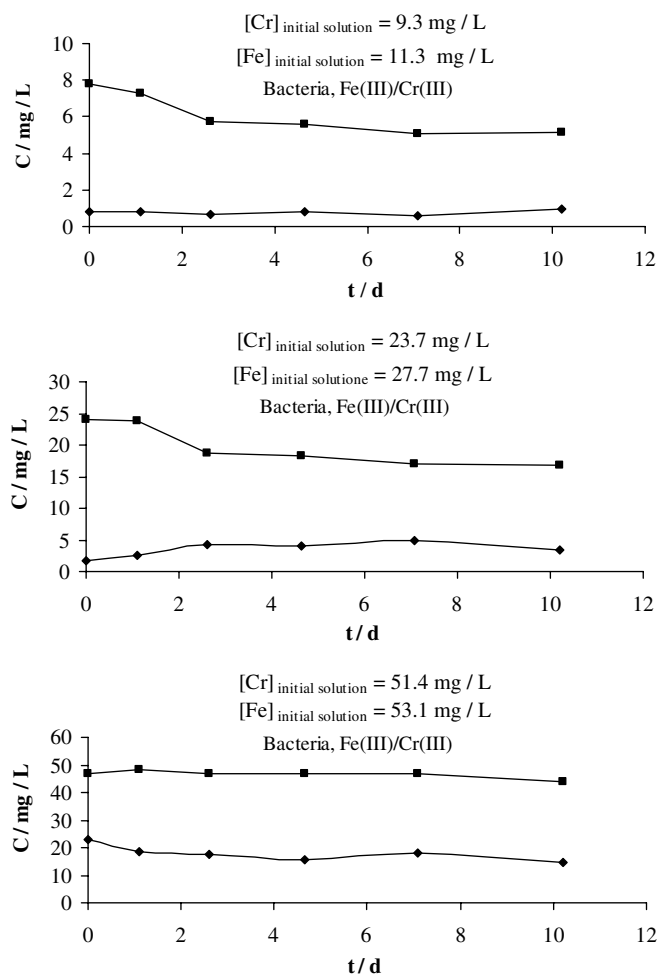 [Cr] initial solution = 9.3 mg / L
[Fe] initial solution = 11.3 mg / L
Bacteria, Fe(III)/Cr(III)
C / mg / L
10
8
6
4
2
0
0 2 4 6 8 10 12
t / d
[Cr] initial solution = 23.7 mg / L
[Fe] initial solutione = 27.7 mg / L
Bacteria, Fe(III)/Cr(III)
C / mg / L
30
25
20
15
10
5
0
0 2 4 6 8 10 12
t / d
[Cr] initial solution = 51.4 mg / L
[Fe] initial solution = 53.1 mg / L
Bacteria, Fe(III)/Cr(III)
C / mg / L
60
50
40
30
20
10
0
0 2 4 6 8 10 12
t / d